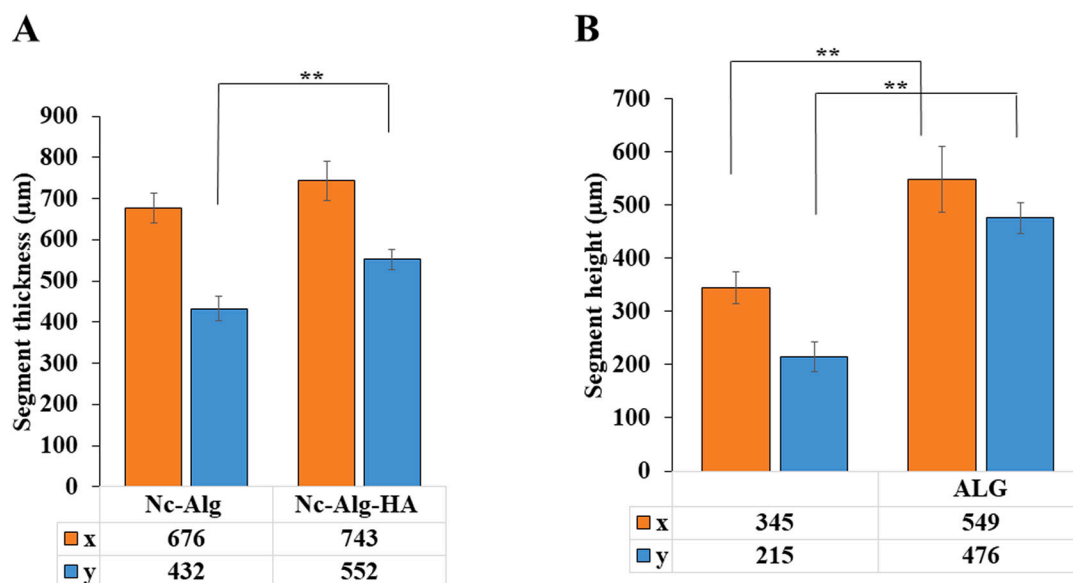 A
**
Segment thickness (µm)
900
800
700
600
500
400
300
200
100
0
Nc-Alg Nc-Alg-HA
x 676 743
y 432 552
B
**
**
Segment height (µm)
700
600
500
400
300
200
100
0
ALG
x 345 549
y 215 476